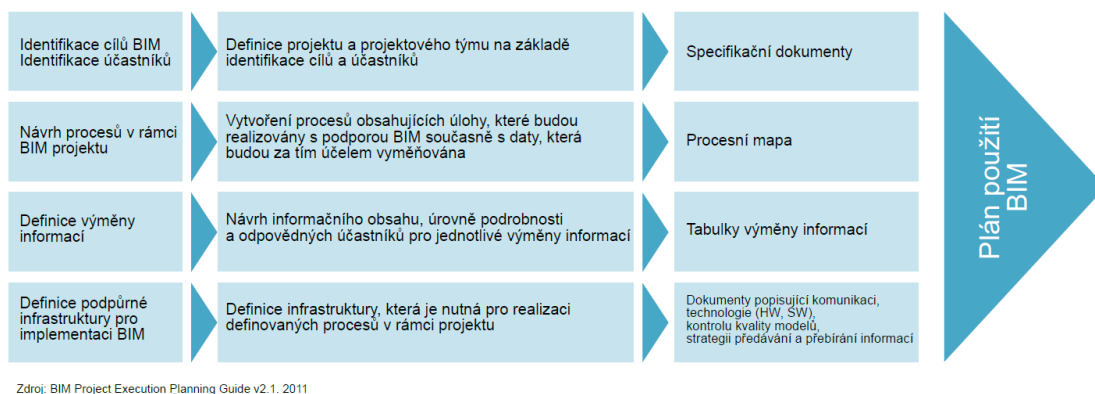 Identifikace cílů BIM
Identifikace účastníků
Definice projektu a projektového týmu na základě
identifikace cílů a účastníků
Specifikační dokumenty
Návrh procesů v rámci
BIM projektu
Vytvoření procesů obsahujících úlohy, které budou
realizovány s podporou BIM současně s daty, která
budou za tím účelem vyměňována
Procesní mapa
Definice výměny
informací
Návrh informačního obsahu, úrovně podrobnosti
a odpovědných účastníků pro jednotlivé výměny informací
Tabulky výměny informací
Definice podpůrné
infrastruktury pro
implementaci BIM
Definice infrastruktury, která je nutná pro realizaci
definovaných procesů v rámci projektu
Dokumenty popisující komunikaci,
technologie (HW, SW),
kontrolu kvality modelů,
strategii předávání a přebírání informací
Plán použití
BIM
Zdroj: BIM Project Execution Planning Guide v2.1. 2011